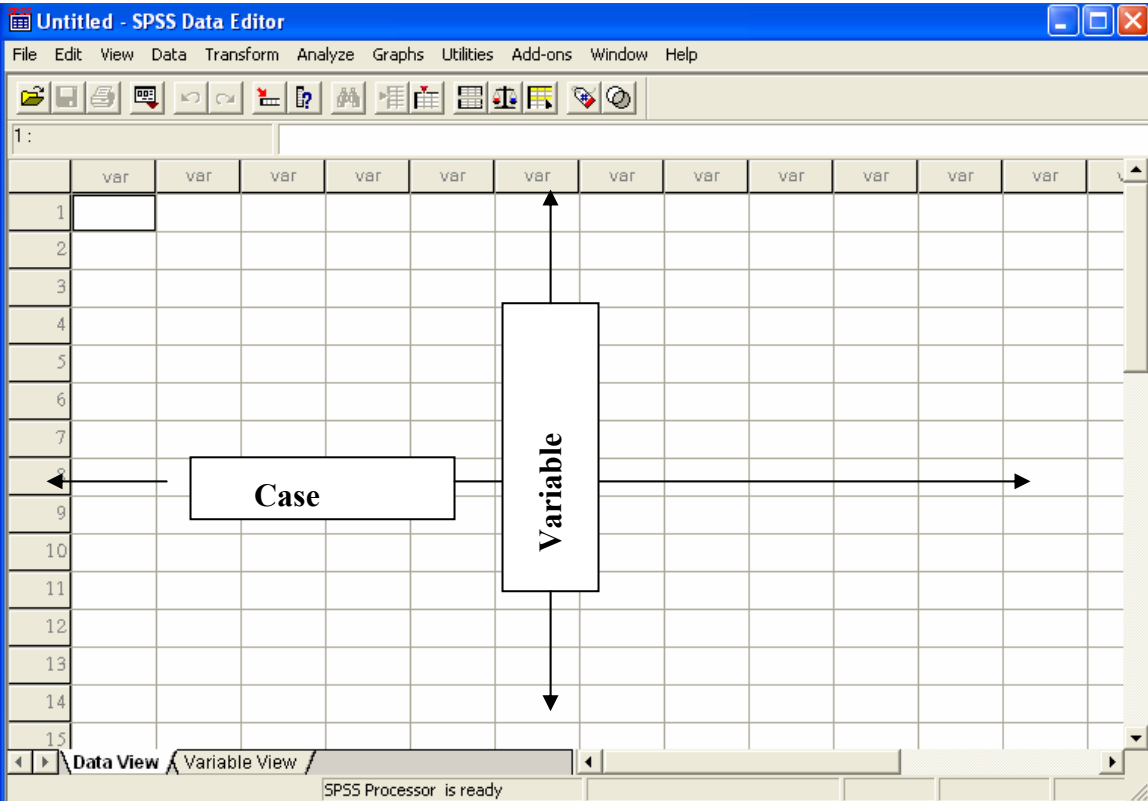 Untitled - SPSS Data Editor
File Edit View Data Transform Analyze Graphs Utilities Add-ons Window Help
1 :
var var var var var var var var var var var var
1
2
3
4
5
6
7
8
9
10
11
12
13
14
15
Case
Variable
Data View Variable View
SPSS Processor is ready